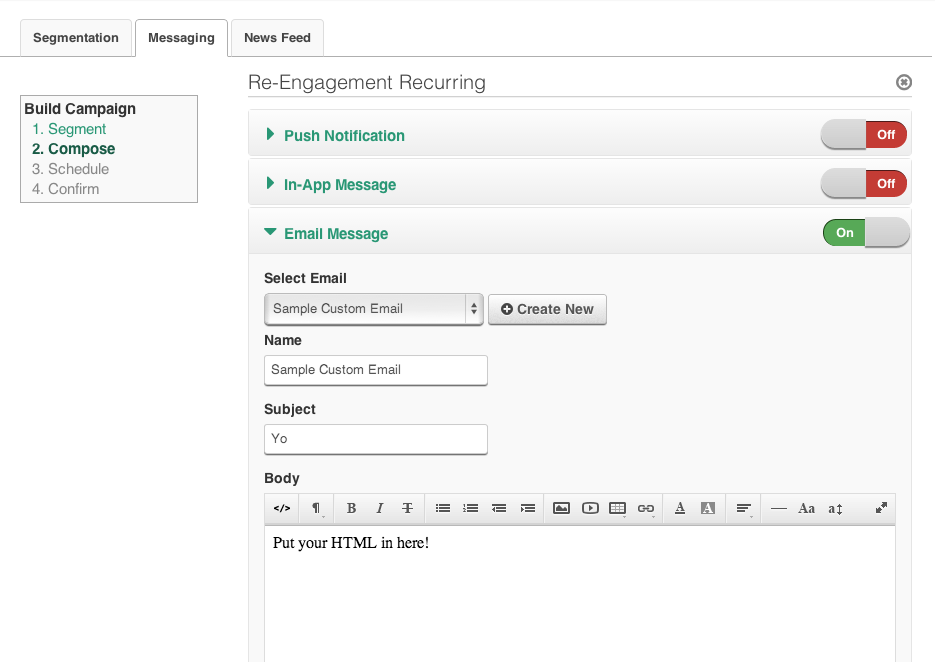 Segmentation
Messaging
News Feed
Re-Engagement Recurring
Build Campaign
1. Segment
2. Compose
3. Schedule
4. Confirm
Push Notification
Off
In-App Message
Off
Email Message
On
Select Email
Sample Custom Email
Create New
Name
Sample Custom Email
Subject
Yo
Body
</> ¶ B I T A A Aa a
Put your HTML in here!